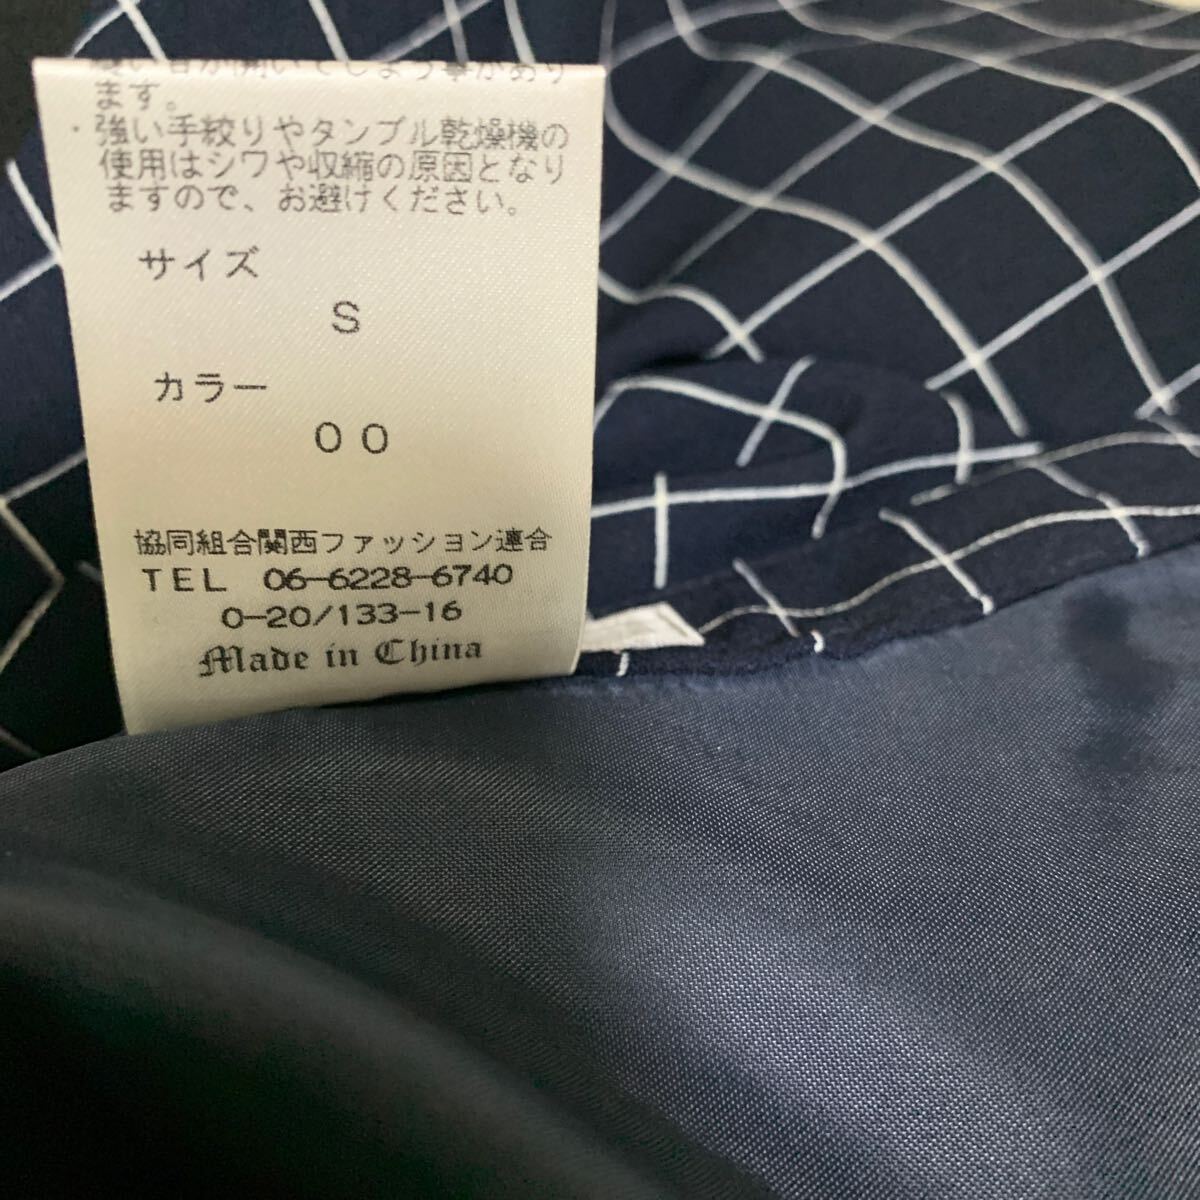 ます。
・強い手絞りやタンブル乾燥機の
使用はシワや収縮の原因となり
ますので、お避けください。
サイズ
S
カラー
00
協同組合関西ファッション連合
TEL 06-6228-6740
0-20/133-16
Made in China